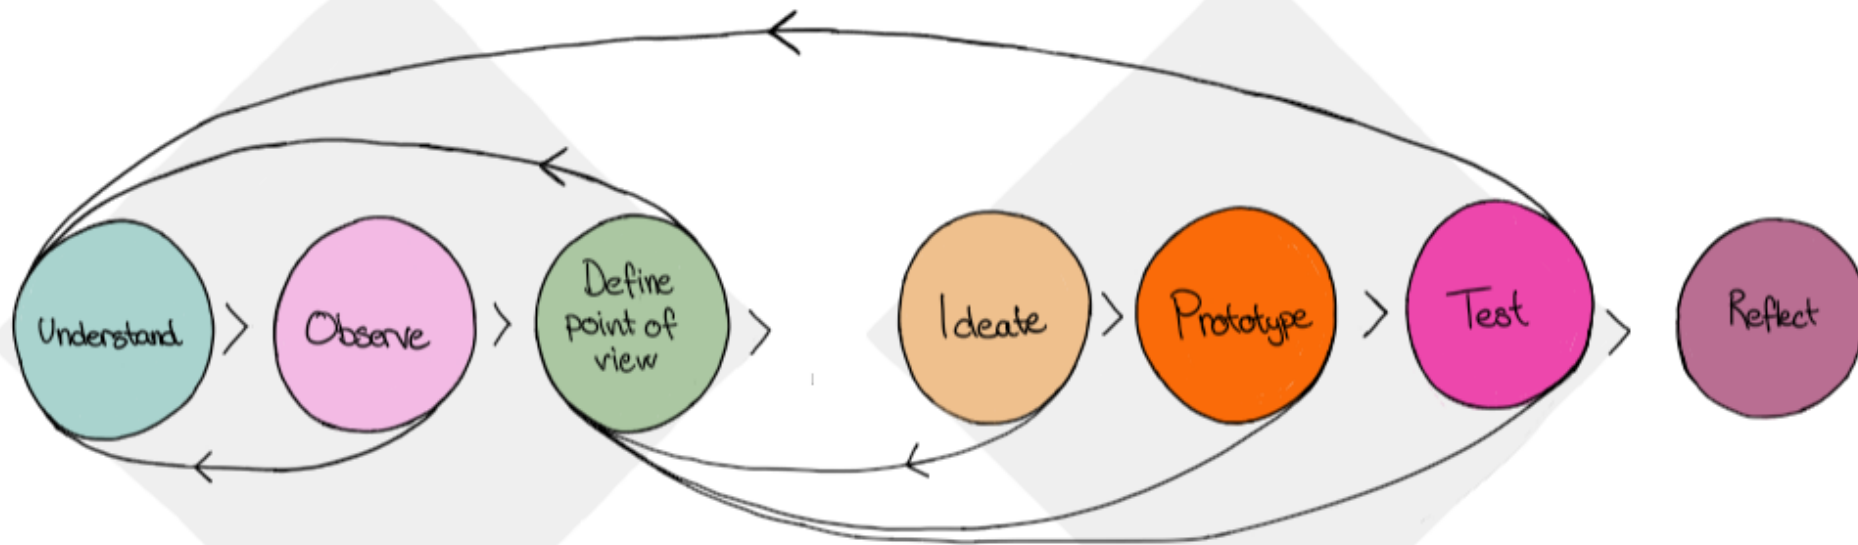 Understand
Observe
Define
point of
view
Ideate
Prototype
Test
Reflect